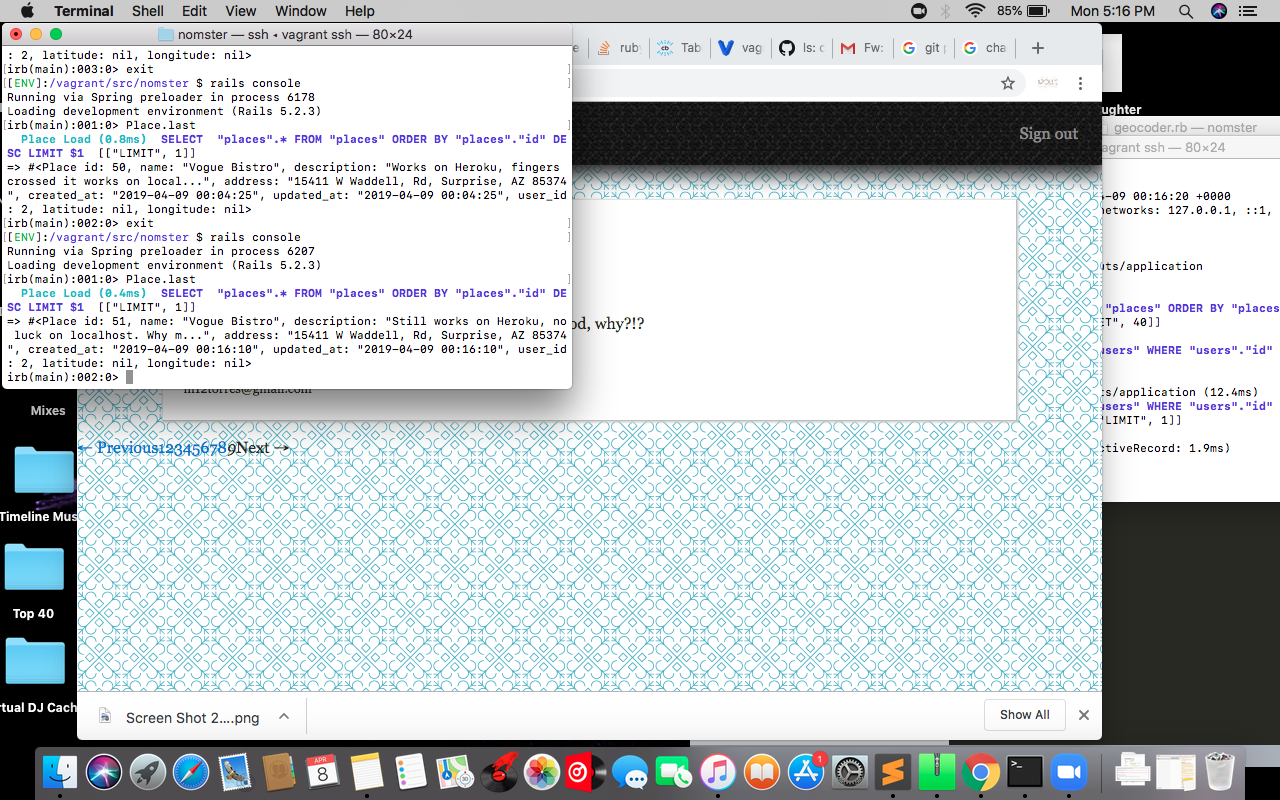 Terminal Shell Edit View Window Help 85% Mon 5:16 PM
nomster — ssh ◂ vagrant ssh — 80×24
: 2, latitude: nil, longitude: nil>
[irb(main):003:0> exit ]
[[ENV]:/vagrant/src/nomster $ rails console ]
Running via Spring preloader in process 6178
Loading development environment (Rails 5.2.3)
[irb(main):001:0> Place.last ]
Place Load (0.8ms) SELECT "places".* FROM "places" ORDER BY "places"."id" DE
SC LIMIT $1 [["LIMIT", 1]]
=> #<Place id: 50, name: "Vogue Bistro", description: "Works on Heroku, fingers
crossed it works on local...", address: "15411 W Waddell, Rd, Surprise, AZ 85374
", created_at: "2019-04-09 00:04:25", updated_at: "2019-04-09 00:04:25", user_id
: 2, latitude: nil, longitude: nil>
[irb(main):002:0> exit ]
[[ENV]:/vagrant/src/nomster $ rails console ]
Running via Spring preloader in process 6207
Loading development environment (Rails 5.2.3)
[irb(main):001:0> Place.last ]
Place Load (0.4ms) SELECT "places".* FROM "places" ORDER BY "places"."id" DE
SC LIMIT $1 [["LIMIT", 1]]
=> #<Place id: 51, name: "Vogue Bistro", description: "Still works on Heroku, no
luck on localhost. Why m...", address: "15411 W Waddell, Rd, Surprise, AZ 85374
", created_at: "2019-04-09 00:16:10", updated_at: "2019-04-09 00:16:10", user_id
: 2, latitude: nil, longitude: nil>
irb(main):002:0>
e rub Tab vag ls: c Fw: git p cha
Sign out
od, why?!?
← Previous123456789Next →
ughter
geocoder.rb — nomster
agrant ssh — 80×24
-09 00:16:20 +0000
networks: 127.0.0.1, ::1,
uts/application
"places" ORDER BY "places
ET", 40]]
users" WHERE "users"."id"
uts/application (12.4ms)
users" WHERE "users"."id"
"LIMIT", 1]]
ctiveRecord: 1.9ms)
Mixes
Timeline Mus
Top 40
rtual DJ Cach
Screen Shot 2....png
Show All
APR
8
1